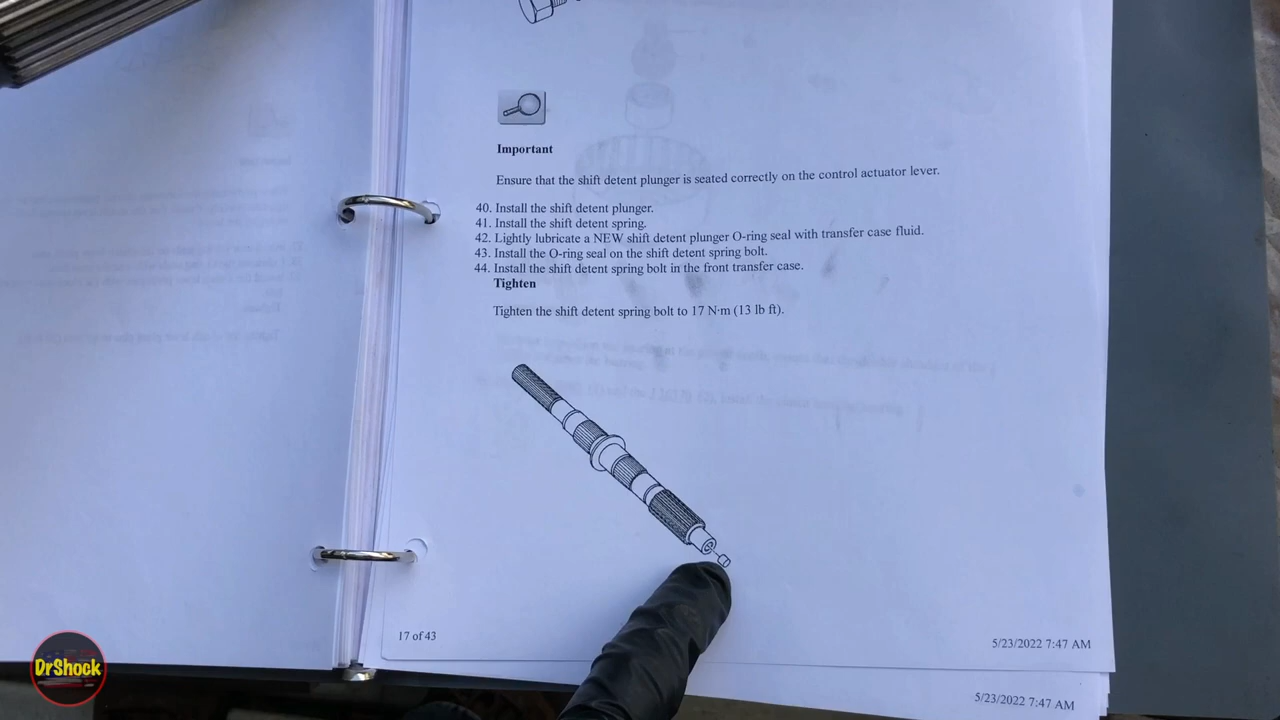 Important
Ensure that the shift detent plunger is seated correctly on the control actuator lever.
40. Install the shift detent plunger.
41. Install the shift detent spring.
42. Lightly lubricate a NEW shift detent plunger O-ring seal with transfer case fluid.
43. Install the O-ring seal on the shift detent spring bolt.
44. Install the shift detent spring bolt in the front transfer case.
Tighten
Tighten the shift detent spring bolt to 17 N·m (13 lb ft).
17 of 43
5/23/2022 7:47 AM
5/23/2022 7:47 AM
DrShock